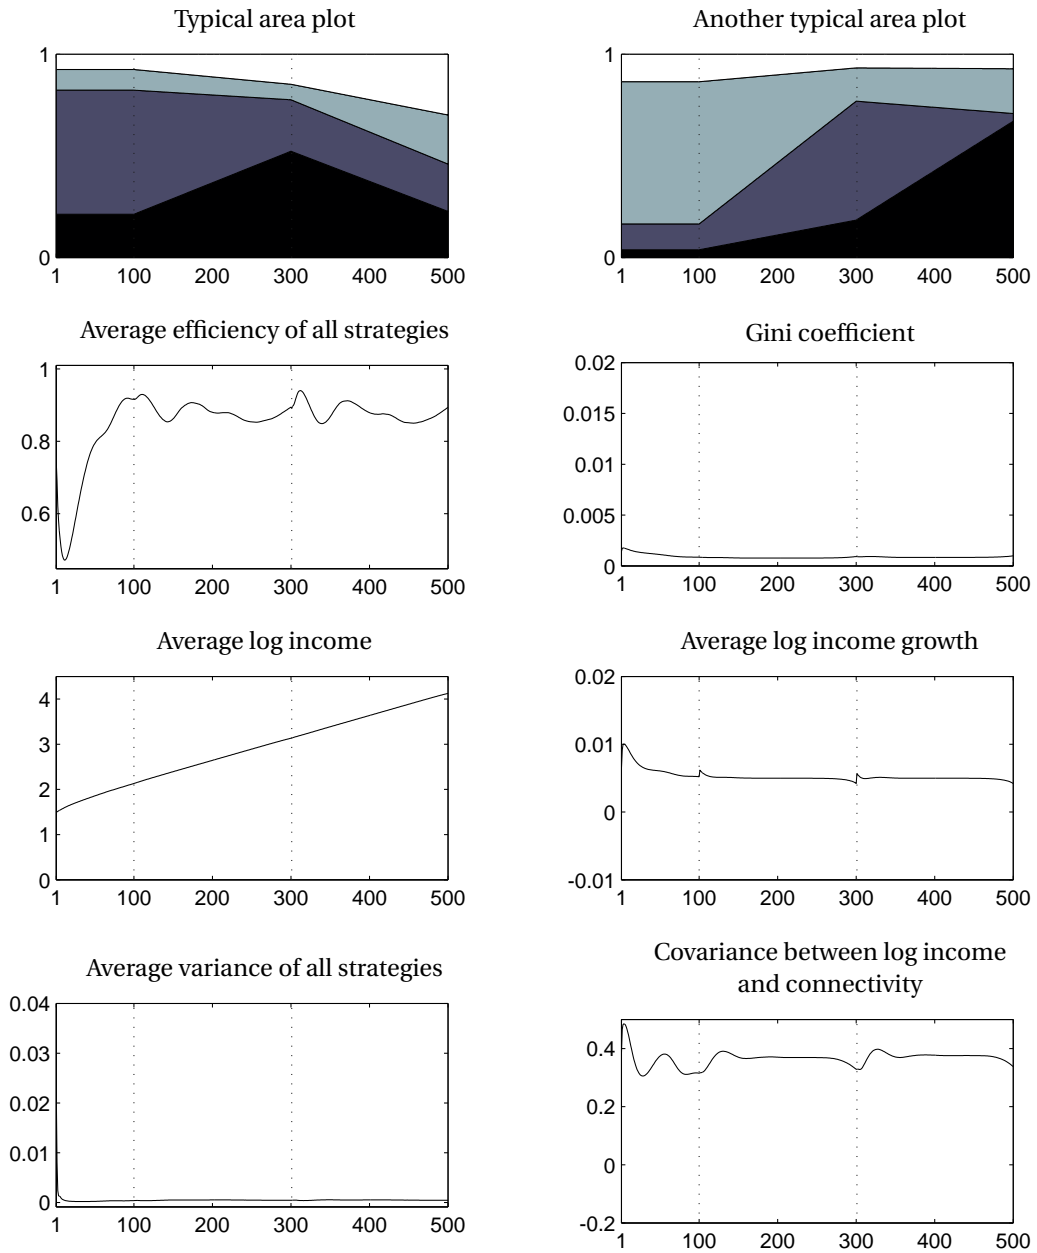 Typical area plot
1
0
1 100 200 300 400 500
Another typical area plot
1
0
1 100 200 300 400 500
Average efficiency of all strategies
1
0.8
0.6
1 100 200 300 400 500
Gini coefficient
0.02
0.015
0.01
0.005
0
1 100 200 300 400 500
Average log income
4
3
2
1
0
1 100 200 300 400 500
Average log income growth
0.02
0.01
0
-0.01
1 100 200 300 400 500
Average variance of all strategies
0.04
0.03
0.02
0.01
0
1 100 200 300 400 500
Covariance between log income
and connectivity
0.4
0.2
0
-0.2
1 100 200 300 400 500